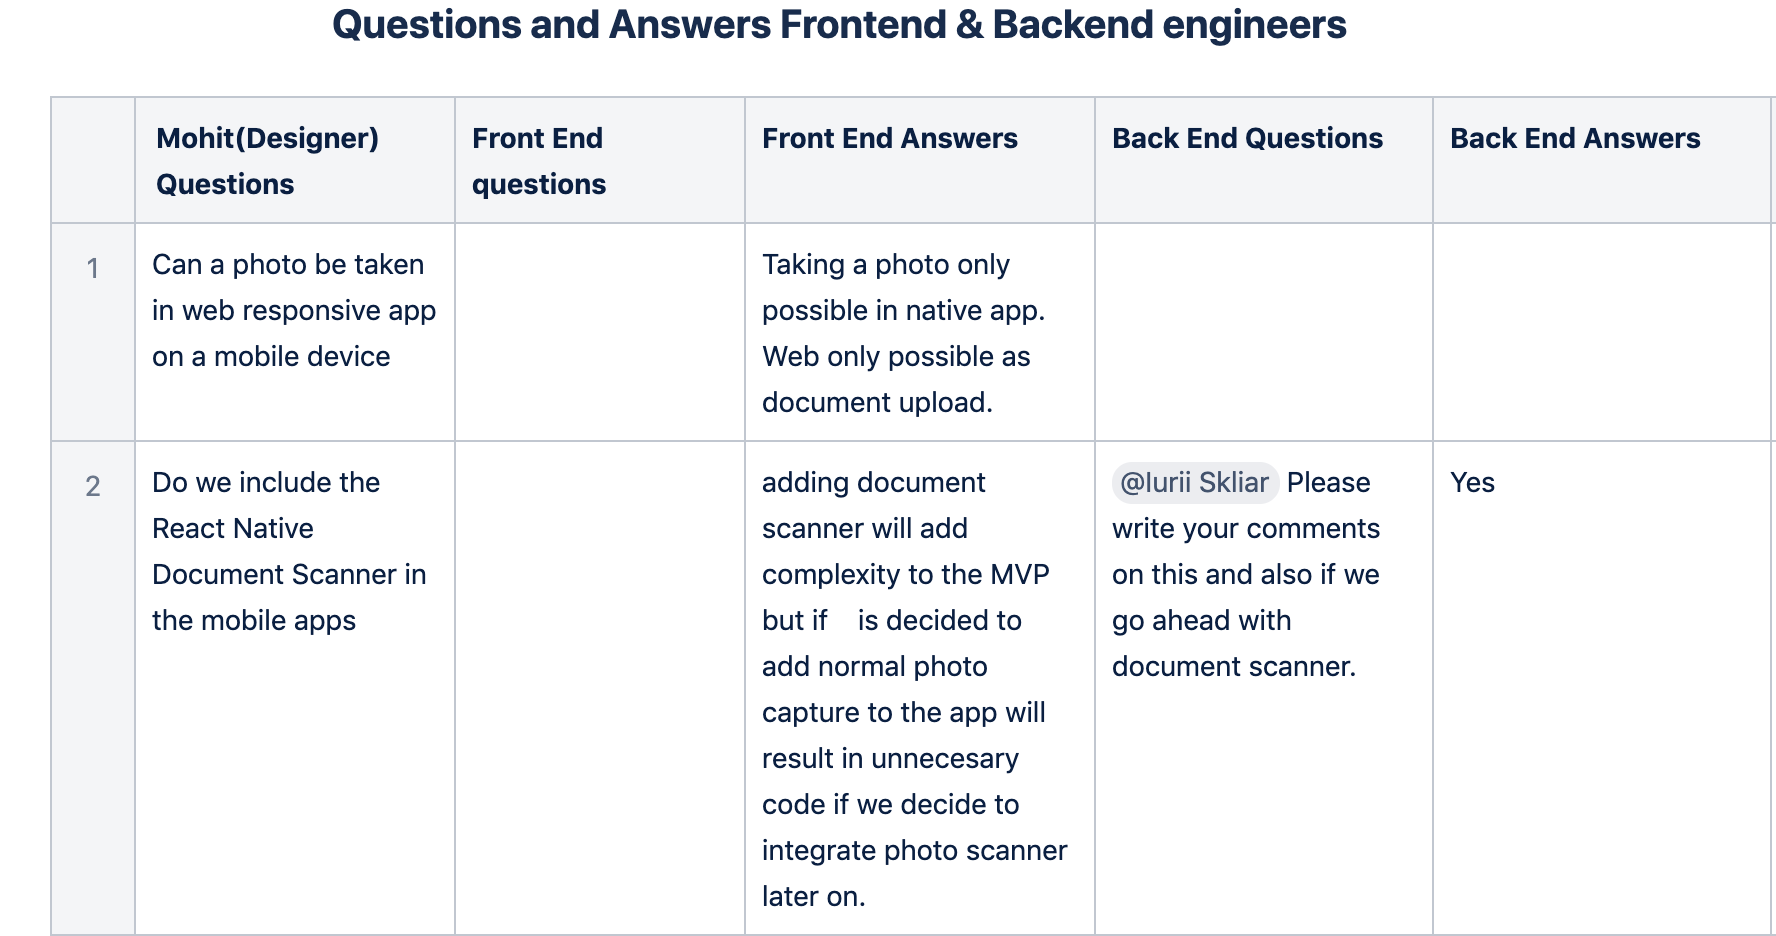 Questions and Answers Frontend & Backend engineers
Mohit(Designer)
Questions
Front End
questions
Front End Answers
Back End Questions
Back End Answers
1
Can a photo be taken
in web responsive app
on a mobile device
Taking a photo only
possible in native app.
Web only possible as
document upload.
2
Do we include the
React Native
Document Scanner in
the mobile apps
adding document
scanner will add
complexity to the MVP
but if is decided to
add normal photo
capture to the app will
result in unnecesary
code if we decide to
integrate photo scanner
later on.
@Iurii Skliar Please
write your comments
on this and also if we
go ahead with
document scanner.
Yes